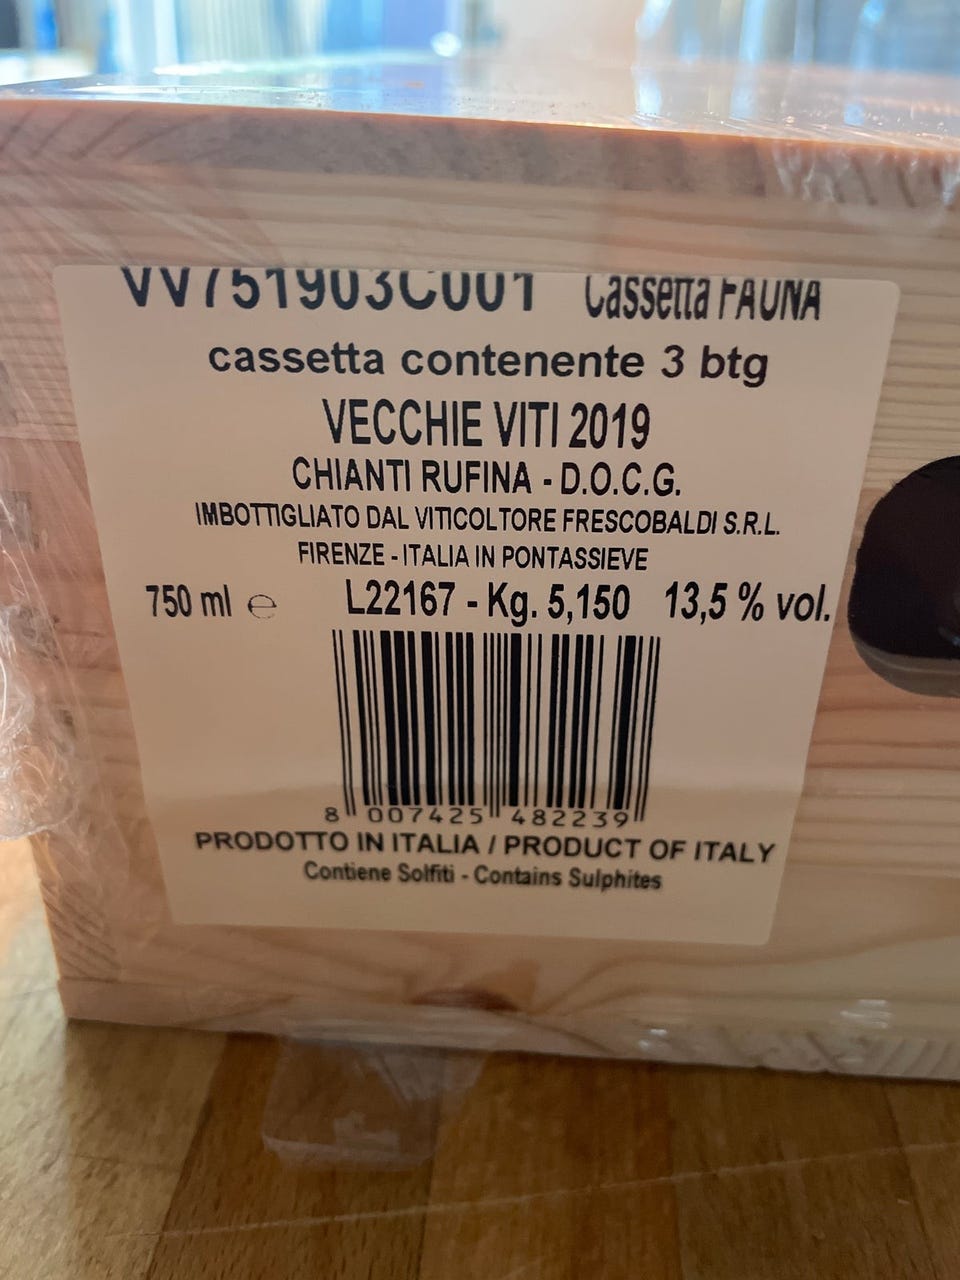 VV751903C001 Cassetta FAUNA
cassetta contenente 3 btg
VECCHIE VITI 2019
CHIANTI RUFINA - D.O.C.G.
IMBOTTIGLIATO DAL VITICOLTORE FRESCOBALDI S.R.L.
FIRENZE - ITALIA IN PONTASSIEVE
750 ml ℮ L22167 - Kg. 5,150 13,5 % vol.
8 007425 482239
PRODOTTO IN ITALIA / PRODUCT OF ITALY
Contiene Solfiti - Contains Sulphites